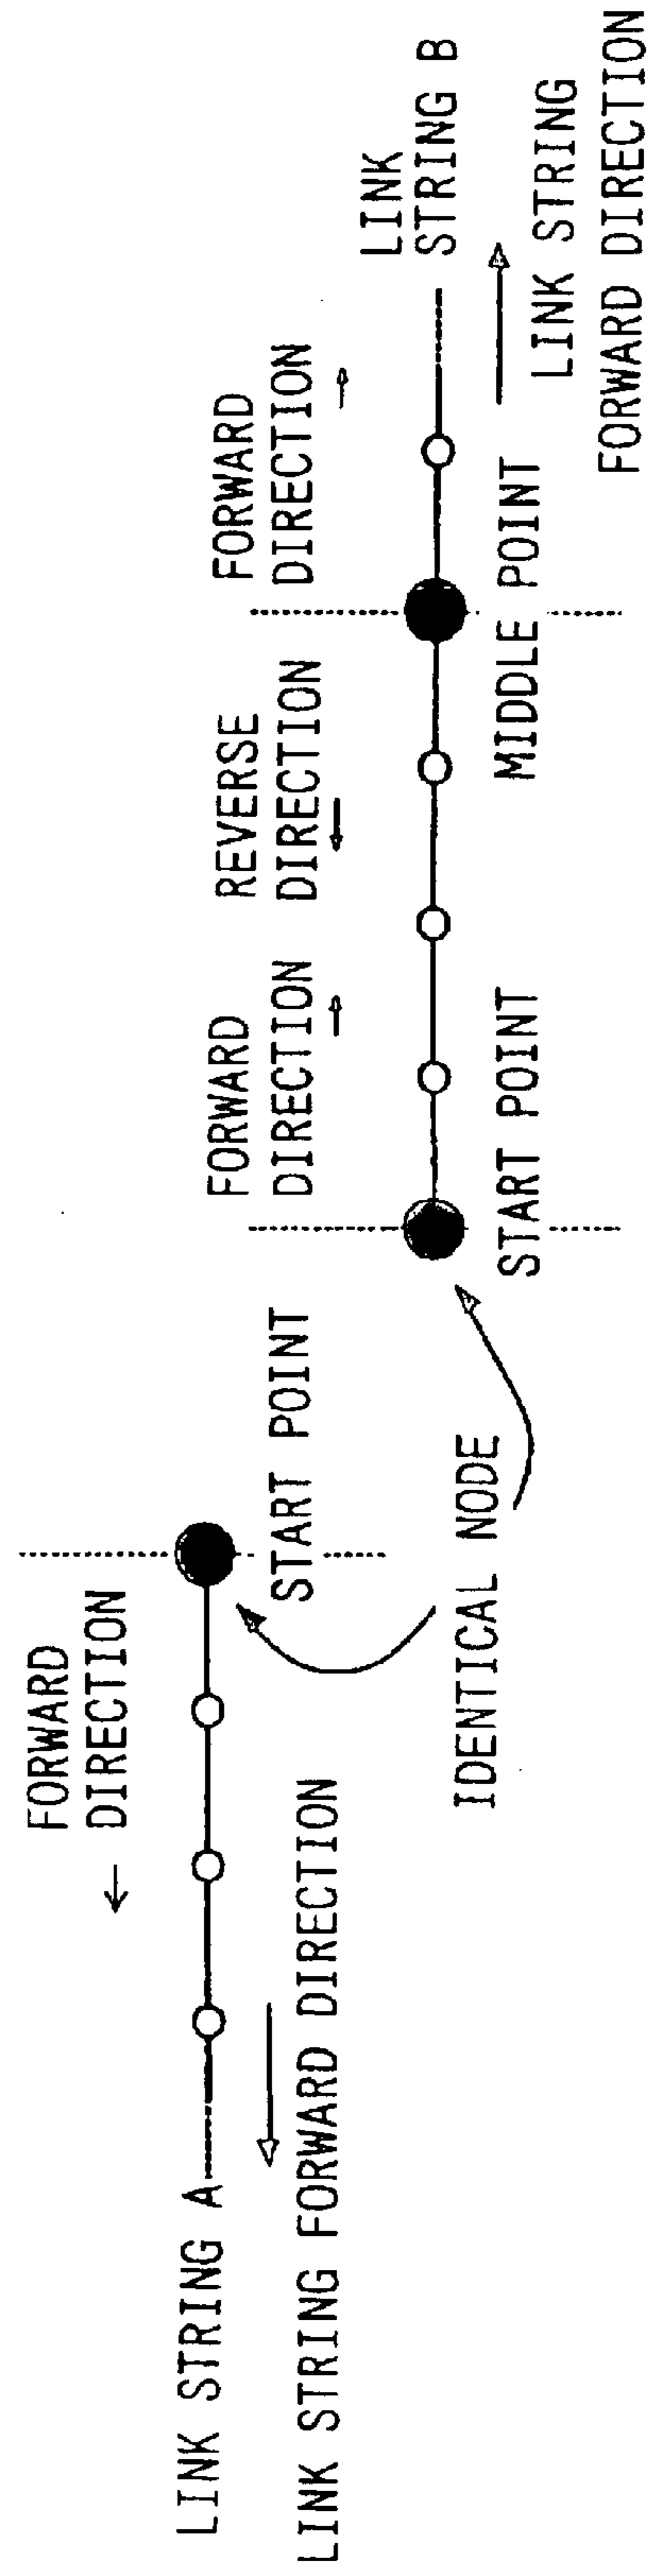 LINK STRING A
LINK STRING FORWARD DIRECTION
FORWARD
DIRECTION
START POINT
IDENTICAL NODE
START POINT
FORWARD
DIRECTION
REVERSE
DIRECTION
MIDDLE POINT
FORWARD
DIRECTION
LINK
STRING B
LINK STRING
FORWARD DIRECTION